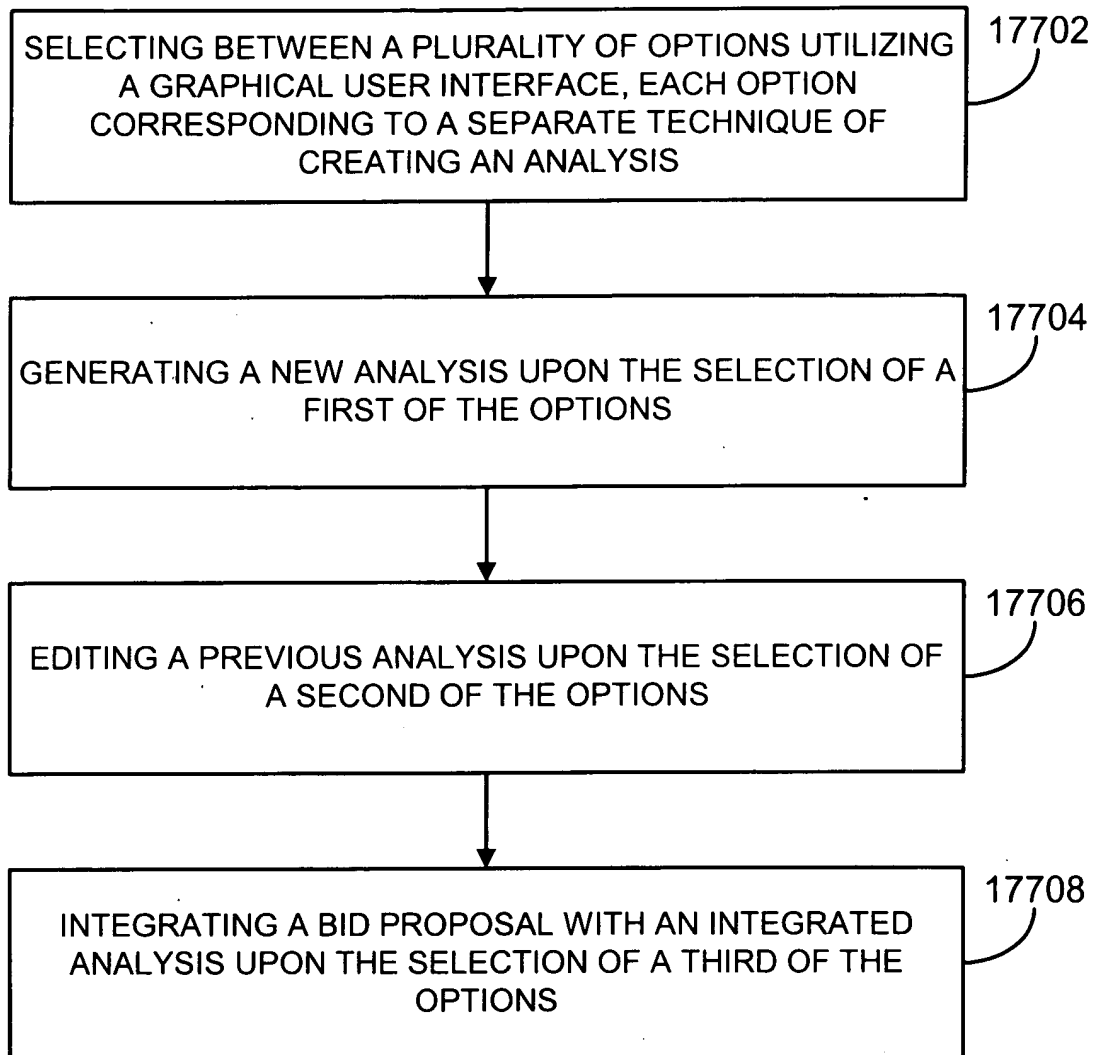 17702
SELECTING BETWEEN A PLURALITY OF OPTIONS UTILIZING
A GRAPHICAL USER INTERFACE, EACH OPTION
CORRESPONDING TO A SEPARATE TECHNIQUE OF
CREATING AN ANALYSIS
17704
GENERATING A NEW ANALYSIS UPON THE SELECTION OF A
FIRST OF THE OPTIONS
17706
EDITING A PREVIOUS ANALYSIS UPON THE SELECTION OF
A SECOND OF THE OPTIONS
17708
INTEGRATING A BID PROPOSAL WITH AN INTEGRATED
ANALYSIS UPON THE SELECTION OF A THIRD OF THE
OPTIONS